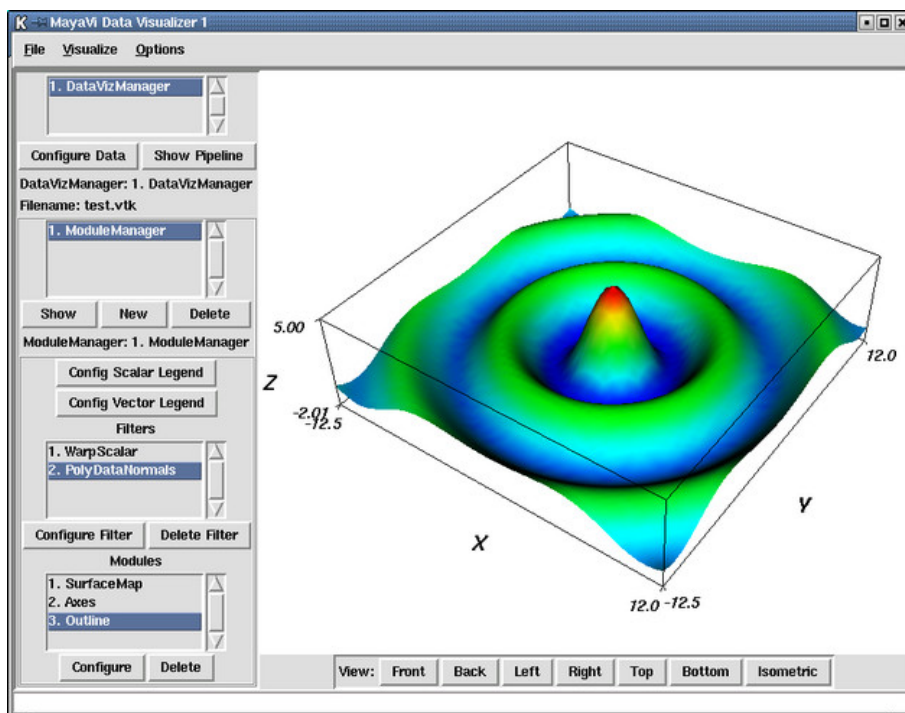 MayaVi Data Visualizer 1
File Visualize Options
1. DataVizManager
Configure Data Show Pipeline
DataVizManager: 1. DataVizManager
Filename: test.vtk
1. ModuleManager
Show New Delete
ModuleManager: 1. ModuleManager
Config Scalar Legend
Config Vector Legend
Filters
1. WarpScalar
2. PolyDataNormals
Configure Filter Delete Filter
Modules
1. SurfaceMap
2. Axes
3. Outline
Configure Delete
5.00
Z
-2.01
-12.5
X
12.0
-12.5
Y
12.0
View: Front Back Left Right Top Bottom Isometric